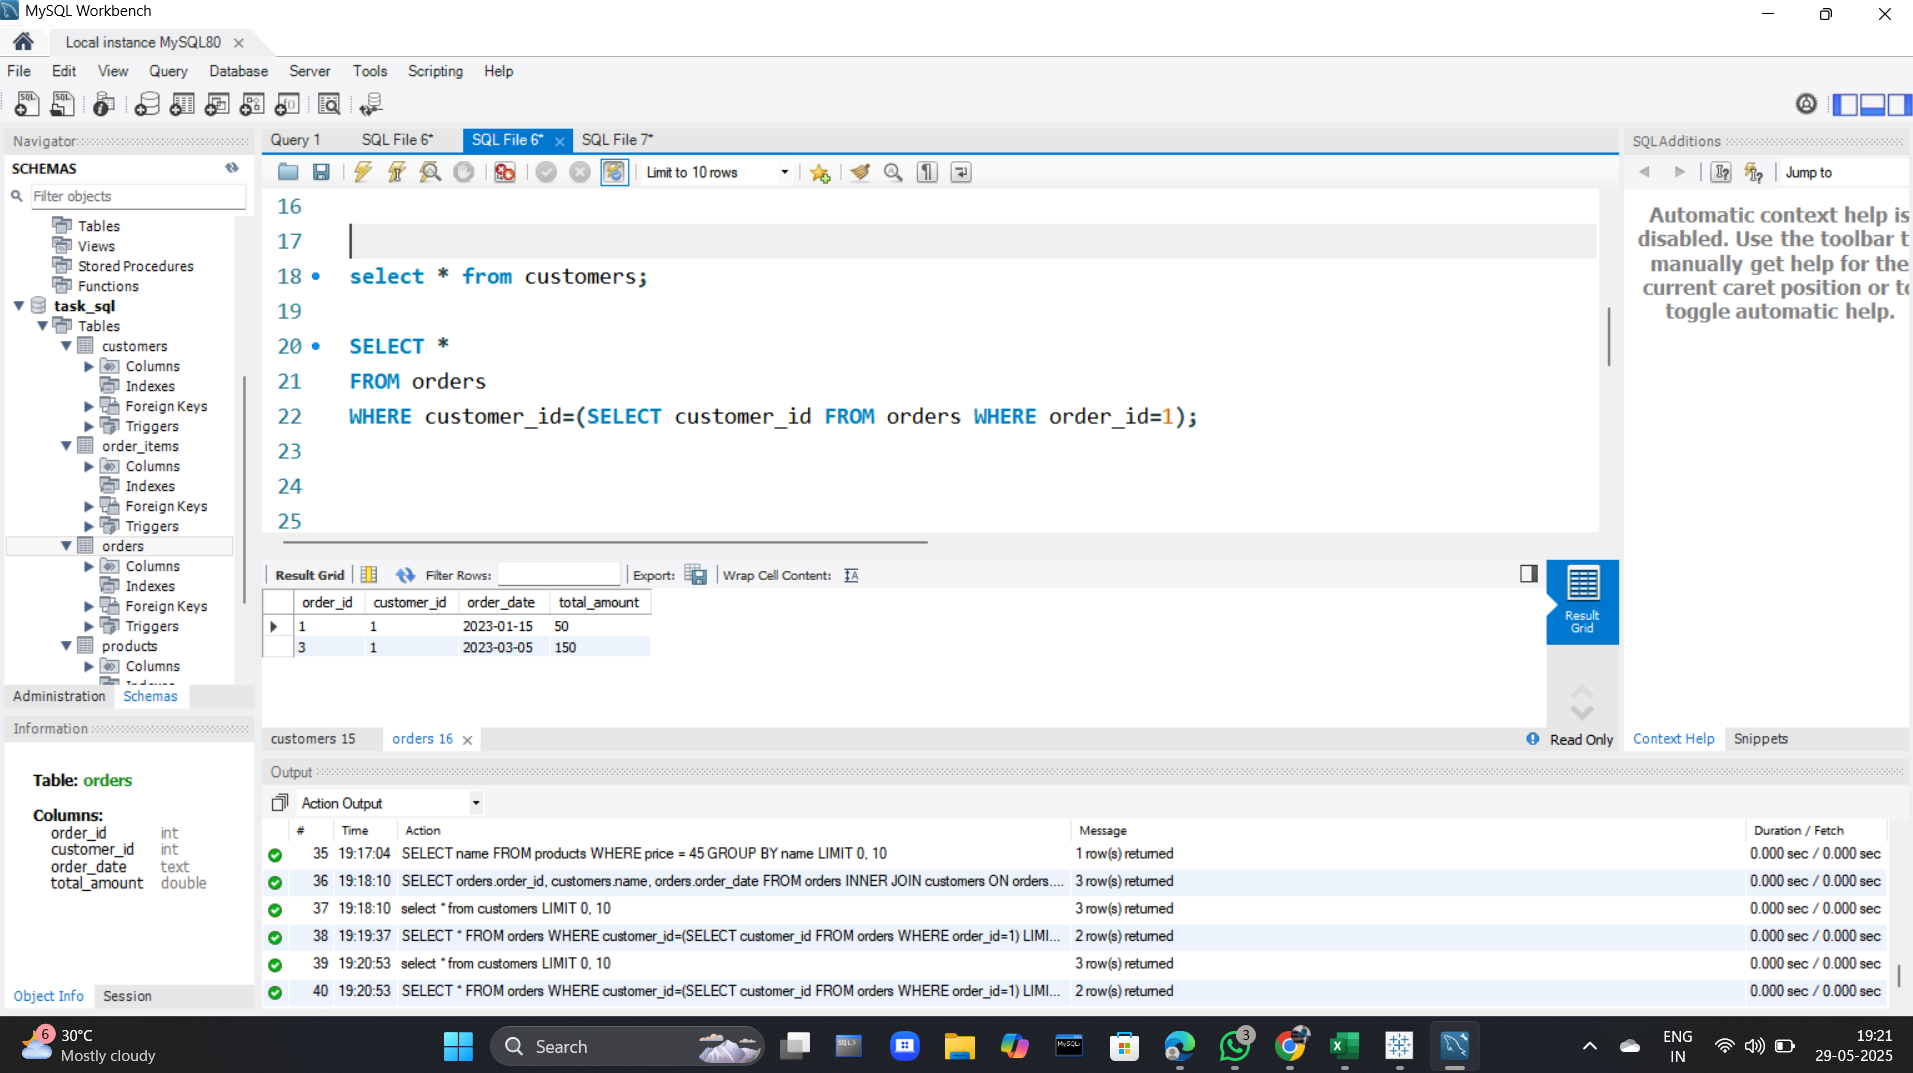 MySQL Workbench
Local instance MySQL80
File Edit View Query Database Server Tools Scripting Help
Navigator
SCHEMAS
Filter objects
Tables
Views
Stored Procedures
Functions
task_sql
Tables
customers
Columns
Indexes
Foreign Keys
Triggers
order_items
Columns
Indexes
Foreign Keys
Triggers
orders
Columns
Indexes
Foreign Keys
Triggers
products
Columns
Administration Schemas
Information
Table: orders
Columns:
order_id int
customer_id int
order_date text
total_amount double
Object Info Session
Query 1 SQL File 6* SQL File 6* SQL File 7*
Limit to 10 rows
16
17
18 select * from customers;
19
20 SELECT *
21 FROM orders
22 WHERE customer_id=(SELECT customer_id FROM orders WHERE order_id=1);
23
24
25
Result Grid Filter Rows: Export: Wrap Cell Content:
order_id customer_id order_date total_amount
1 1 2023-01-15 50
3 1 2023-03-05 150
Result
Grid
customers 15 orders 16 Read Only
Output
Action Output
# Time Action Message Duration / Fetch
35 19:17:04 SELECT name FROM products WHERE price = 45 GROUP BY name LIMIT 0, 10 1 row(s) returned 0.000 sec / 0.000 sec
36 19:18:10 SELECT orders.order_id, customers.name, orders.order_date FROM orders INNER JOIN customers ON orders.... 3 row(s) returned 0.000 sec / 0.000 sec
37 19:18:10 select * from customers LIMIT 0, 10 3 row(s) returned 0.000 sec / 0.000 sec
38 19:19:37 SELECT * FROM orders WHERE customer_id=(SELECT customer_id FROM orders WHERE order_id=1) LIMI... 2 row(s) returned 0.000 sec / 0.000 sec
39 19:20:53 select * from customers LIMIT 0, 10 3 row(s) returned 0.000 sec / 0.000 sec
40 19:20:53 SELECT * FROM orders WHERE customer_id=(SELECT customer_id FROM orders WHERE order_id=1) LIMI... 2 row(s) returned 0.000 sec / 0.000 sec
SQLAdditions
Jump to
Automatic context help is
disabled. Use the toolbar t
manually get help for the
current caret position or to
toggle automatic help.
Context Help Snippets
6
30°C
Mostly cloudy
Search
3
ENG
IN
19:21
29-05-2025